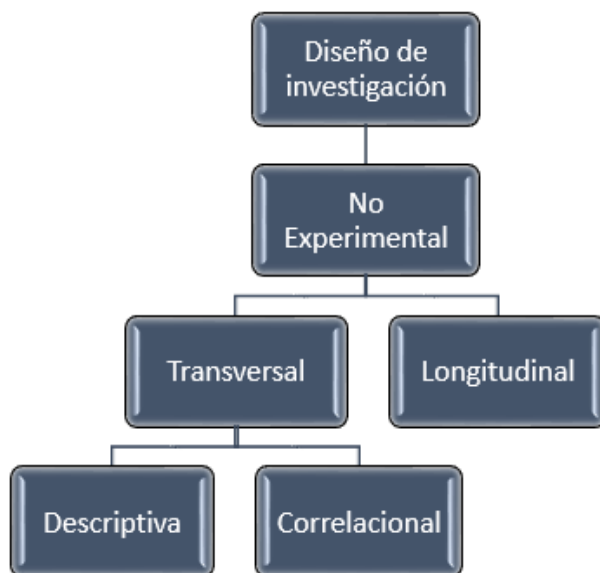 Diseño de
investigación
No
Experimental
Transversal
Longitudinal
Descriptiva
Correlacional